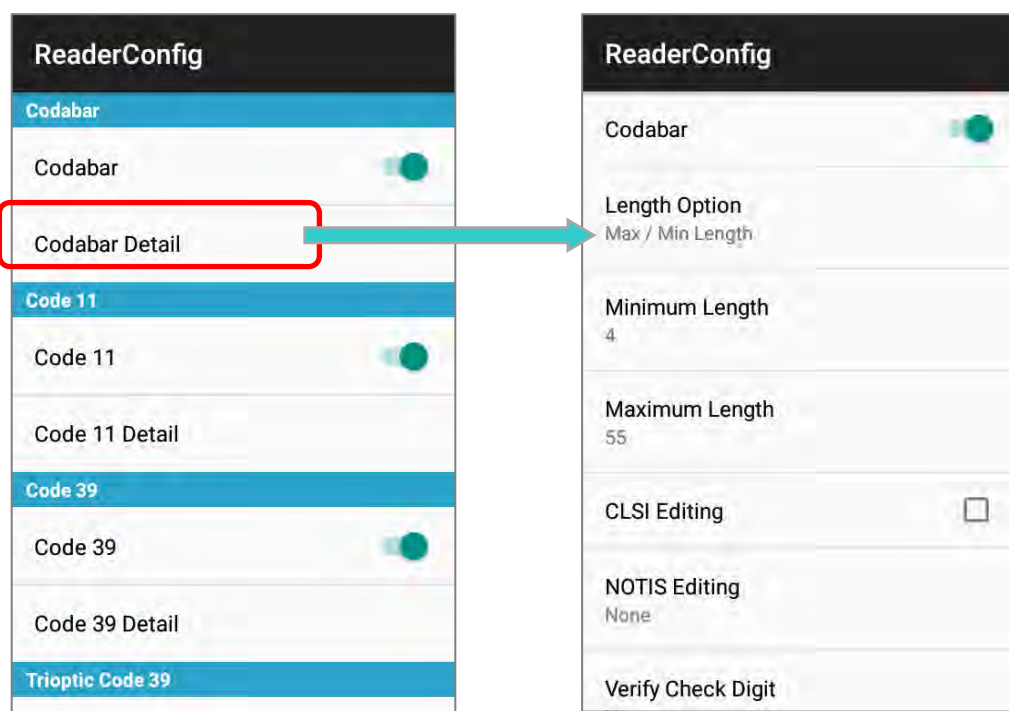 ReaderConfig
Codabar
Codabar
Codabar Detail
Code 11
Code 11
Code 11 Detail
Code 39
Code 39
Code 39 Detail
Trioptic Code 39
ReaderConfig
Codabar
Length Option
Max / Min Length
Minimum Length
4
Maximum Length
55
CLSI Editing
NOTIS Editing
None
Verify Check Digit